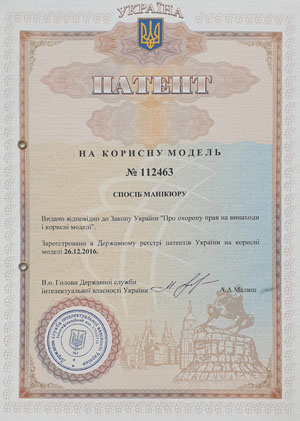 УКРАЇНА
ПАТЕНТ
НА КОРИСНУ МОДЕЛЬ
№ 112463
СПОСІБ МАНІКЮРУ
Видано відповідно до Закону України "Про охорону прав на винаходи
і корисні моделі".
Зареєстровано в Державному реєстрі патентів України на корисні
моделі 26.12.2016.
В.о. Голови Державної служби
інтелектуальної власності України
А.А.Малиш